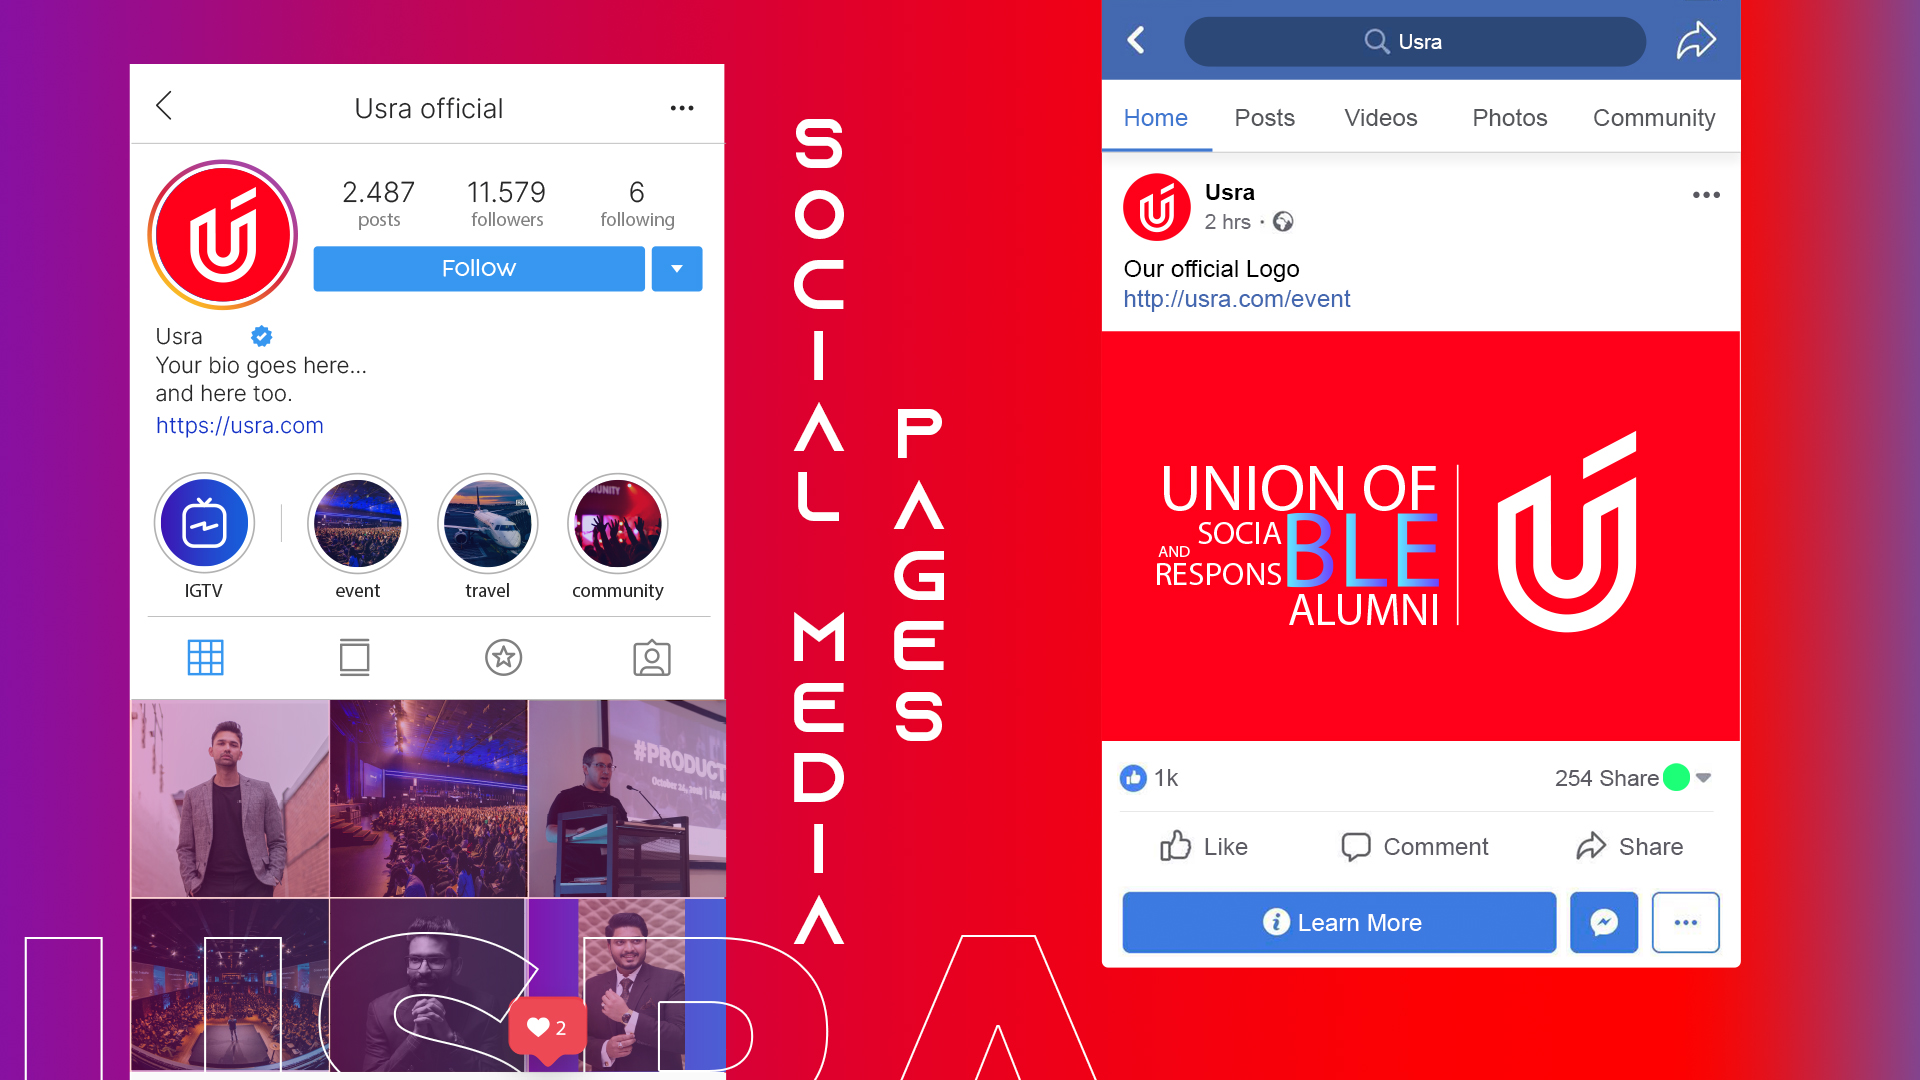 Usra official
2.487 11.579 6
posts followers following
Follow
Usra
Your bio goes here...
and here too.
https://usra.com
IGTV event travel community
#PRODUCT
2
SOCIAL MEDIA
PAGES
USRA
Usra
Home Posts Videos Photos Community
Usra
2 hrs ·
Our official Logo
http://usra.com/event
UNION OF
SOCIA
AND
RESPONS
BLE
ALUMNI
1k 254 Share
Like Comment Share
Learn More